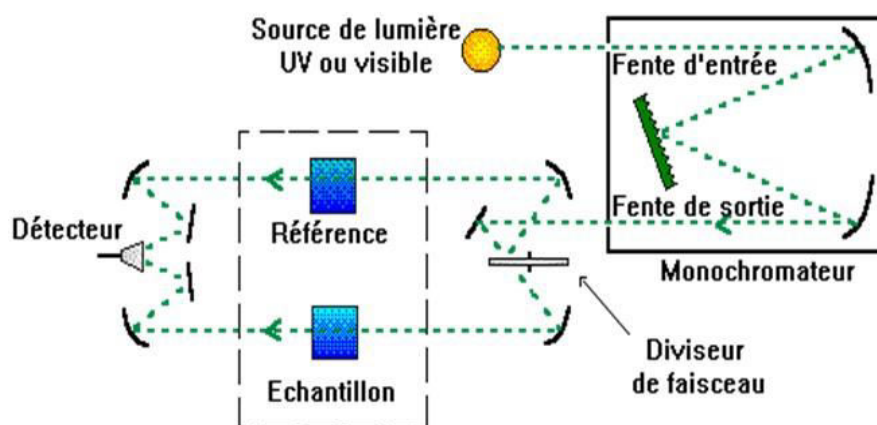 Source de lumière
UV ou visible
Fente d'entrée
Détecteur
Référence
Fente de sortie
Monochromateur
Echantillon
Diviseur
de faisceau